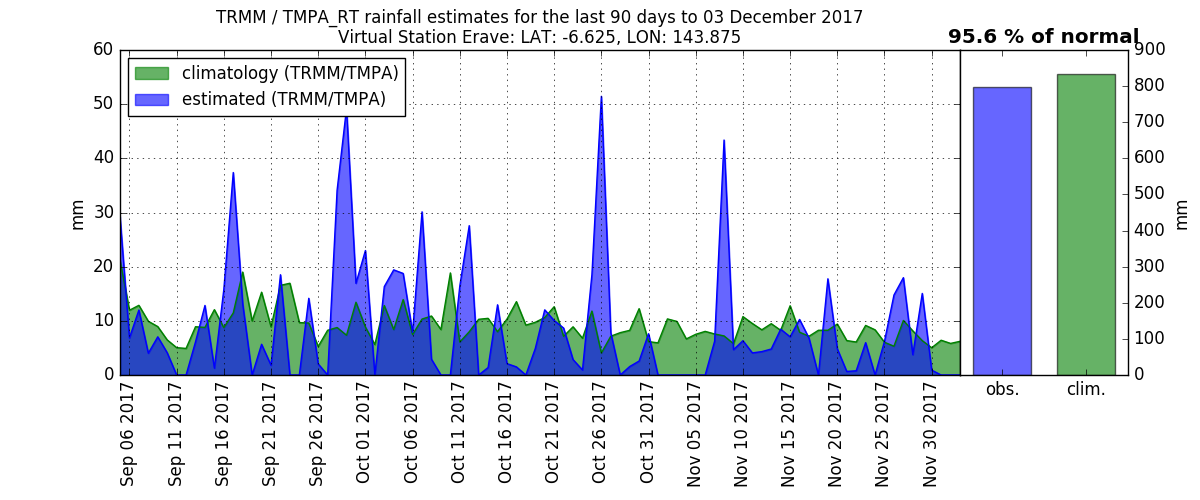 TRMM / TMPA_RT rainfall estimates for the last 90 days to 03 December 2017
Virtual Station Erave: LAT: -6.625, LON: 143.875
95.6 % of normal
climatology (TRMM/TMPA)
estimated (TRMM/TMPA)
60
50
40
30
20
10
0
mm
Sep 06 2017
Sep 11 2017
Sep 16 2017
Sep 21 2017
Sep 26 2017
Oct 01 2017
Oct 06 2017
Oct 11 2017
Oct 16 2017
Oct 21 2017
Oct 26 2017
Oct 31 2017
Nov 05 2017
Nov 10 2017
Nov 15 2017
Nov 20 2017
Nov 25 2017
Nov 30 2017
900
800
700
600
500
400
300
200
100
0
mm
obs.
clim.